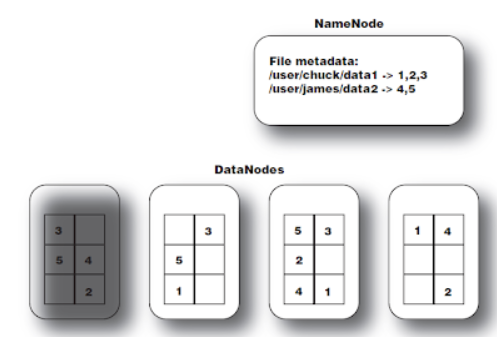 NameNode
File metadata:
/user/chuck/data1 -> 1,2,3
/user/james/data2 -> 4,5
DataNodes
3
5 4
2
3
5
1
5 3
2
4 1
1 4
2